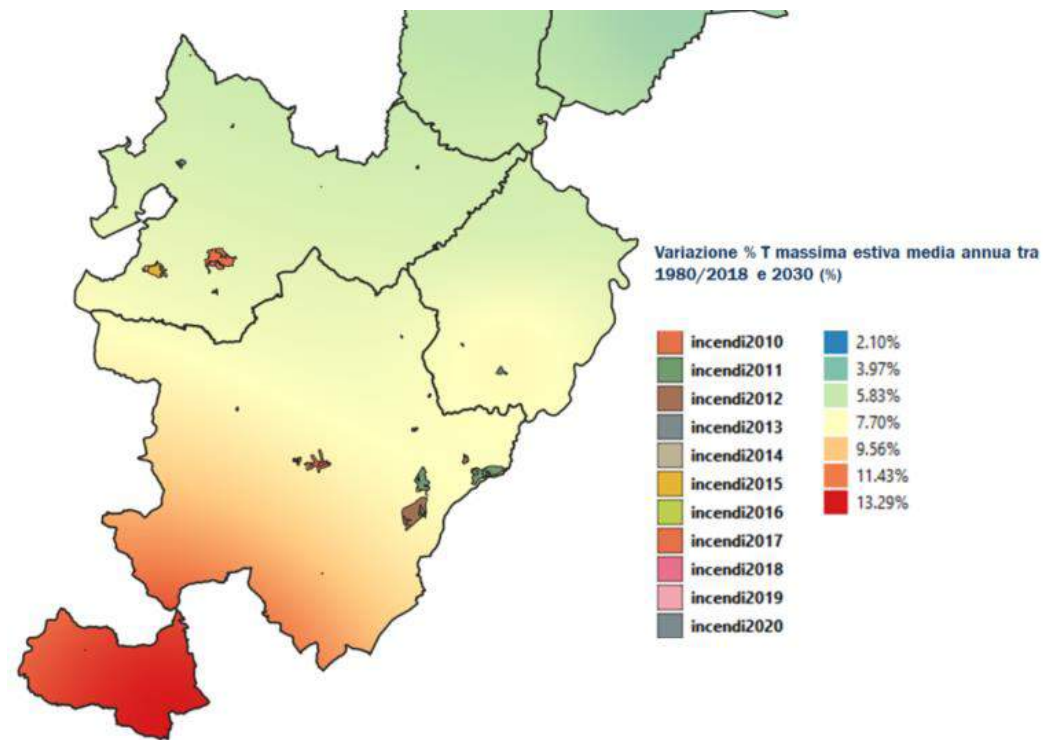 Variazione % T massima estiva media annua tra
1980/2018 e 2030 (%)
incendi2010
incendi2011
incendi2012
incendi2013
incendi2014
incendi2015
incendi2016
incendi2017
incendi2018
incendi2019
incendi2020
2.10%
3.97%
5.83%
7.70%
9.56%
11.43%
13.29%